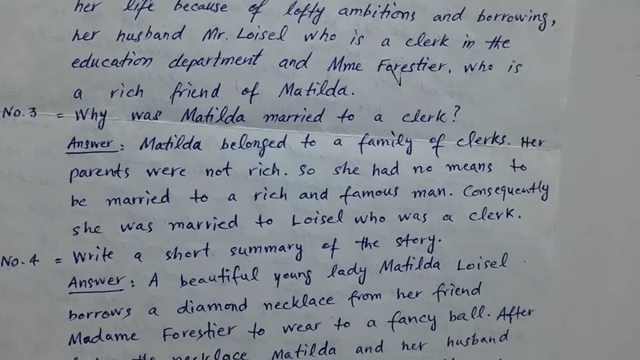 her life because of lofty ambitions and borrowing,
her husband Mr. Loisel who is a clerk in the
education department and Mme Forestier, who is
a rich friend of Matilda.
No.3 = Why was Matilda married to a clerk?
Answer: Matilda belonged to a family of clerks. Her
parents were not rich. So she had no means to
be married to a rich and famous man. Consequently
she was married to Loisel who was a clerk.
No.4 = Write a short summary of the story.
Answer: A beautiful young lady Matilda Loisel
borrows a diamond necklace from her friend
Madame Forestier to wear to a fancy ball. After
the necklace Matilda and her husband